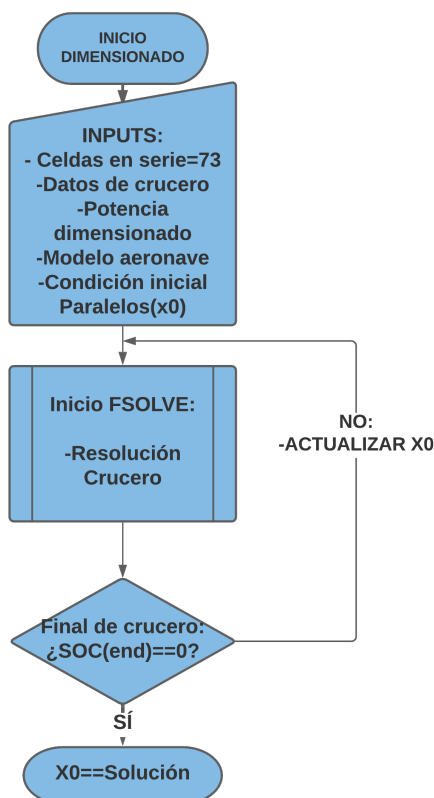 INICIO
DIMENSIONADO
INPUTS:
- Celdas en serie=73
-Datos de crucero
-Potencia
dimensionado
-Modelo aeronave
-Condición inicial
Paralelos(x0)
Inicio FSOLVE:
-Resolución
Crucero
NO:
-ACTUALIZAR X0
Final de crucero:
¿SOC(end)==0?
SÍ
X0==Solución